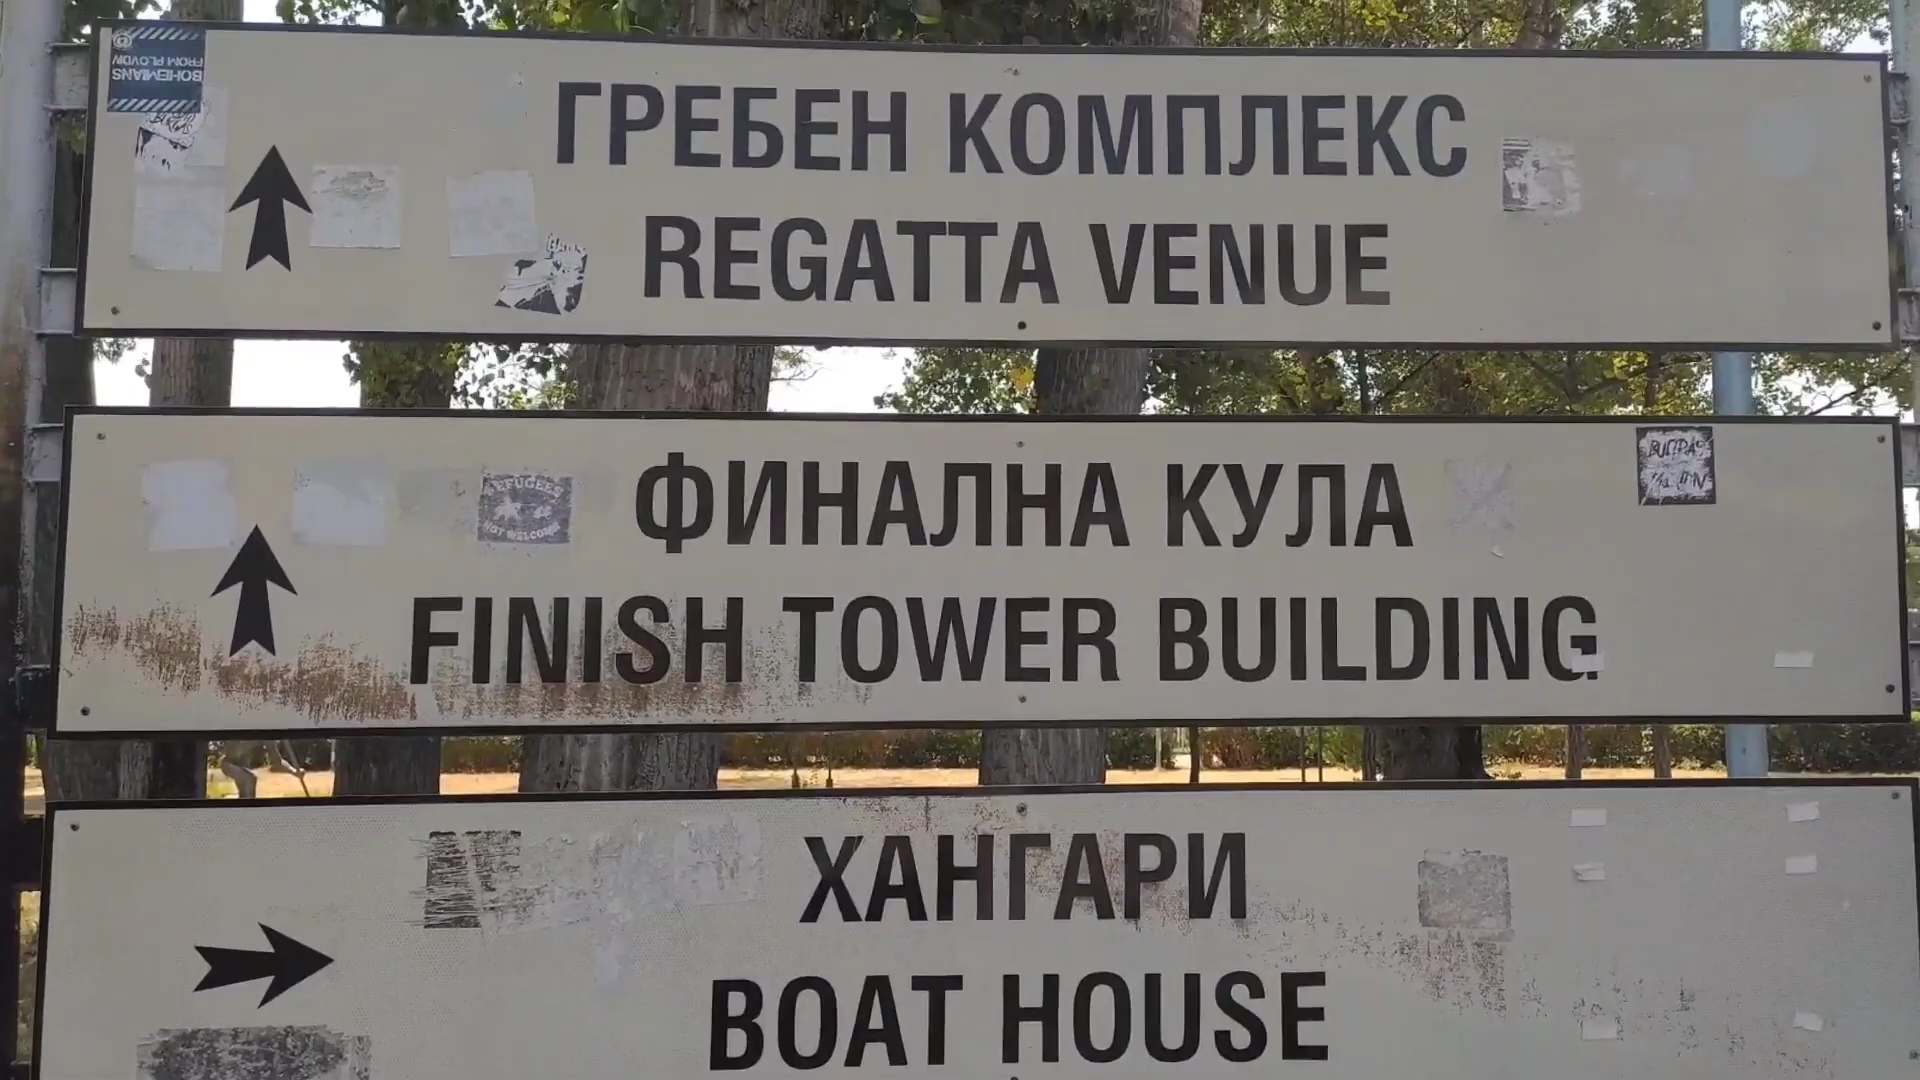 BOHEMIANS
FROM PLOVDIV
ГРЕБЕН КОМПЛЕКС
REGATTA VENUE
REFUGEES
NOT WELCOME
ФИНАЛНА КУЛА
FINISH TOWER BUILDING
ХАНГАРИ
BOAT HOUSE